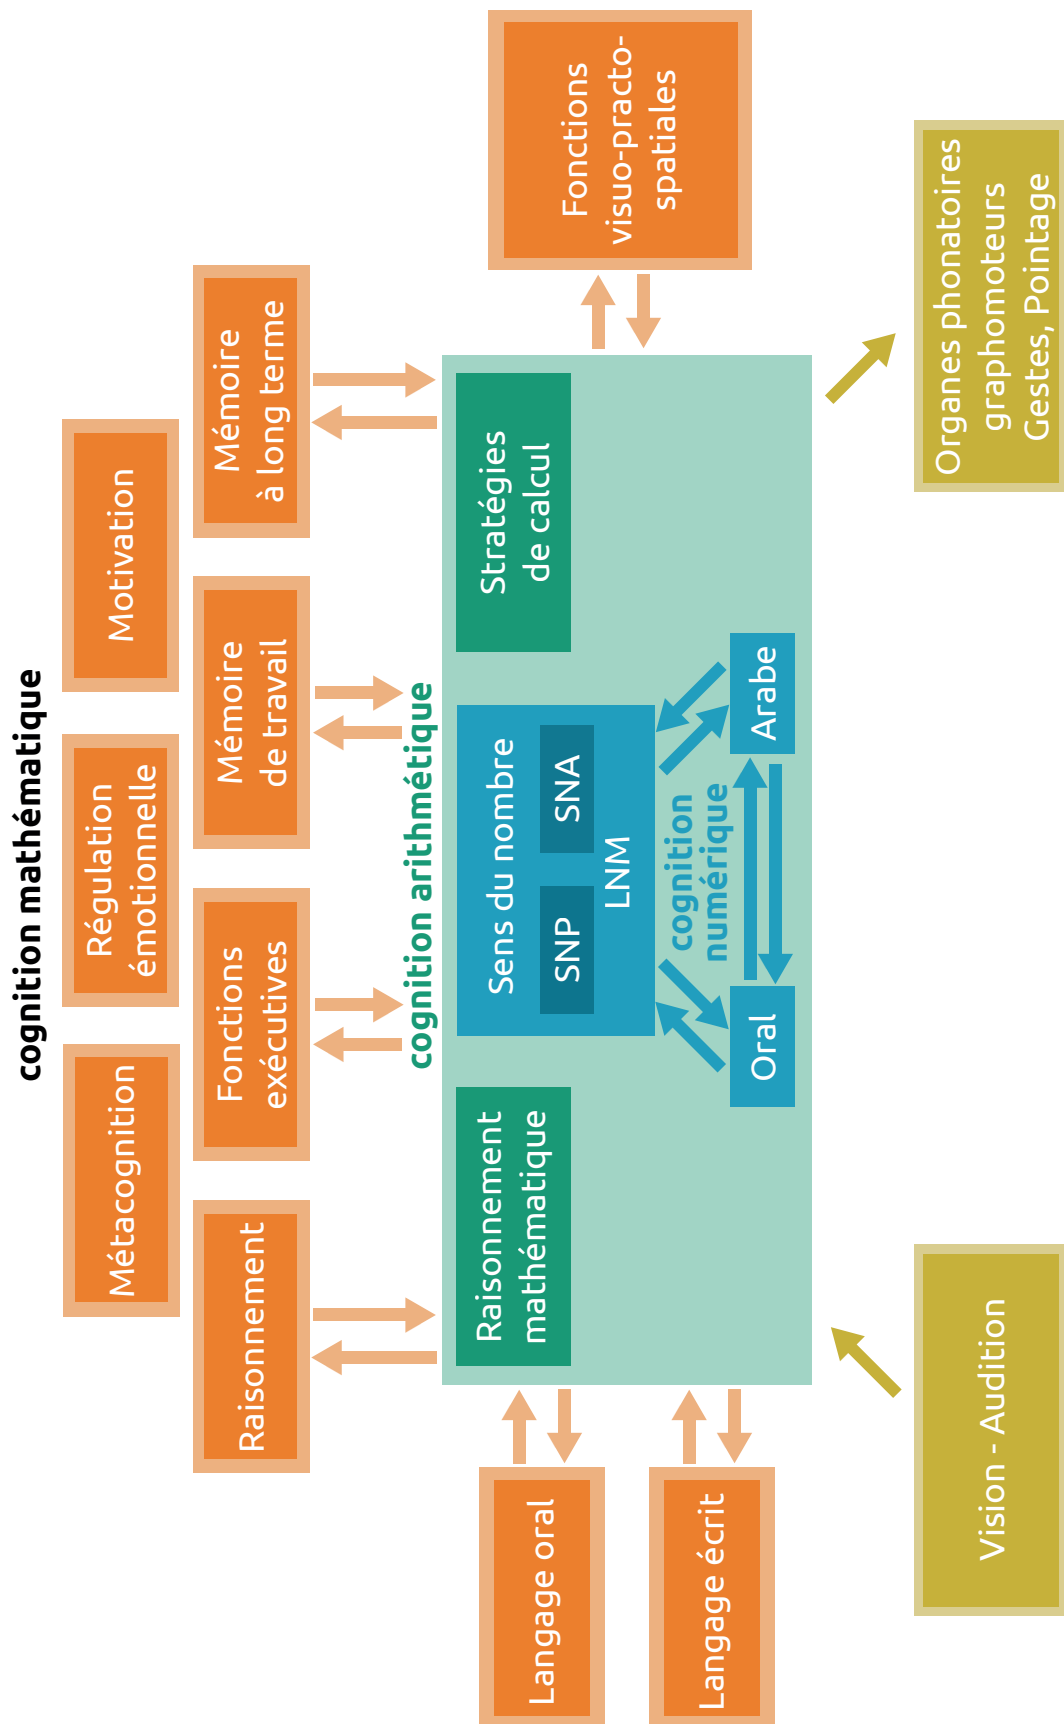 cognition mathématique
Métacognition
Régulation
émotionnelle
Motivation
Raisonnement
Fonctions
exécutives
Mémoire
de travail
Mémoire
à long terme
cognition arithmétique
Langage oral
Langage écrit
Raisonnement
mathématique
Sens du nombre
SNP
SNA
LNM
cognition
numérique
Oral
Arabe
Stratégies
de calcul
Fonctions
visuo-practo-
spatiales
Vision - Audition
Organes phonatoires
graphomoteurs
Gestes, Pointage